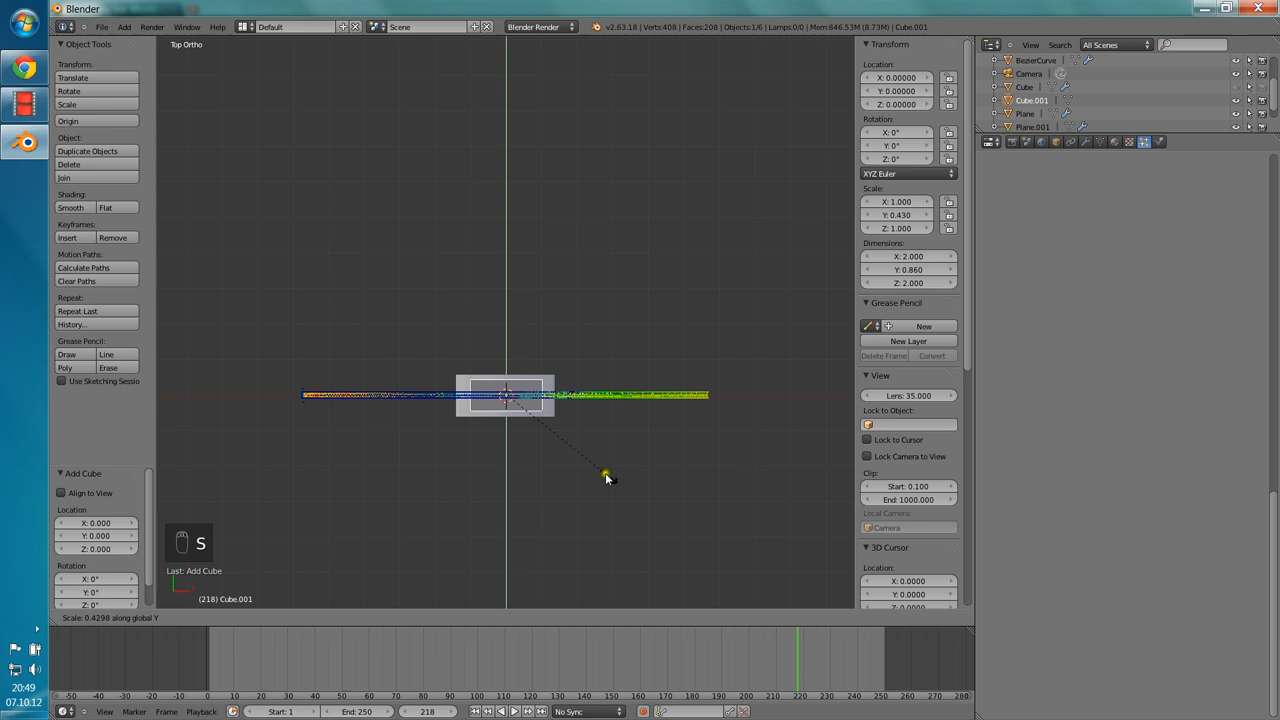 Blender
File Add Render Window Help
Default
Scene
Blender Render
v2.63.18 | Verts:408 | Faces:208 | Objects:1/6 | Lamps:0/0 | Mem:846.53M (8.73M) | Cube.001
Object Tools
Transform:
Translate
Rotate
Scale
Origin
Object:
Duplicate Objects
Delete
Join
Shading:
Smooth Flat
Keyframes:
Insert Remove
Motion Paths:
Calculate Paths
Clear Paths
Repeat:
Repeat Last
History...
Grease Pencil:
Draw Line
Poly Erase
Use Sketching Sessio
Add Cube
Align to View
Location
X: 0.000
Y: 0.000
Z: 0.000
Rotation
X: 0°
Y: 0°
Z: 0°
Top Ortho
S
Last: Add Cube
(218) Cube.001
Scale: 0.4298 along global Y
Transform
Location:
X: 0.00000
Y: 0.00000
Z: 0.00000
Rotation:
X: 0°
Y: 0°
Z: 0°
XYZ Euler
Scale:
X: 1.000
Y: 0.430
Z: 1.000
Dimensions:
X: 2.000
Y: 0.860
Z: 2.000
Grease Pencil
New
New Layer
Delete Frame Convert
View
Lens: 35.000
Lock to Object:
Lock to Cursor
Lock Camera to View
Clip:
Start: 0.100
End: 1000.000
Local Camera:
Camera
3D Cursor
Location:
X: 0.0000
Y: 0.0000
Z: 0.0000
View Search All Scenes
BezierCurve
Camera
Cube
Cube.001
Plane
Plane.001
-50 -40 -30 -20 -10 0 10 20 30 40 50 60 70 80 90 100 110 120 130 140 150 160 170 180 190 200 210 220 230 240 250 260 270 280
View Marker Frame Playback Start: 1 End: 250 218 No Sync
20:49
07.10.12